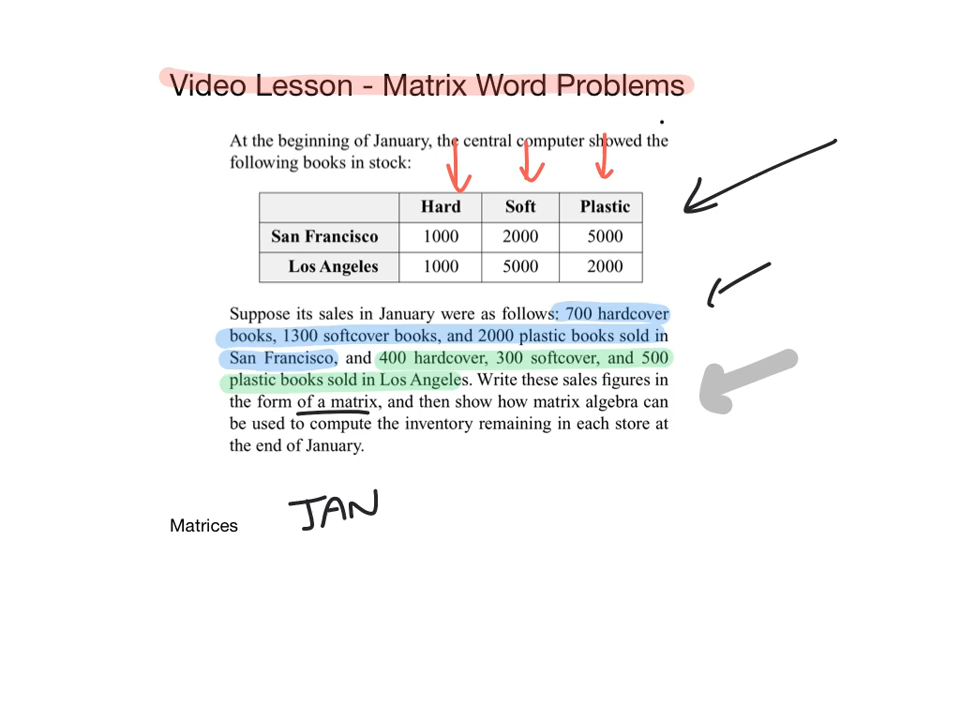 Video Lesson - Matrix Word Problems
At the beginning of January, the central computer showed the
following books in stock:
Hard Soft Plastic
San Francisco 1000 2000 5000
Los Angeles 1000 5000 2000
Suppose its sales in January were as follows: 700 hardcover
books, 1300 softcover books, and 2000 plastic books sold in
San Francisco, and 400 hardcover, 300 softcover, and 500
plastic books sold in Los Angeles. Write these sales figures in
the form of a matrix, and then show how matrix algebra can
be used to compute the inventory remaining in each store at
the end of January.
JAN
Matrices